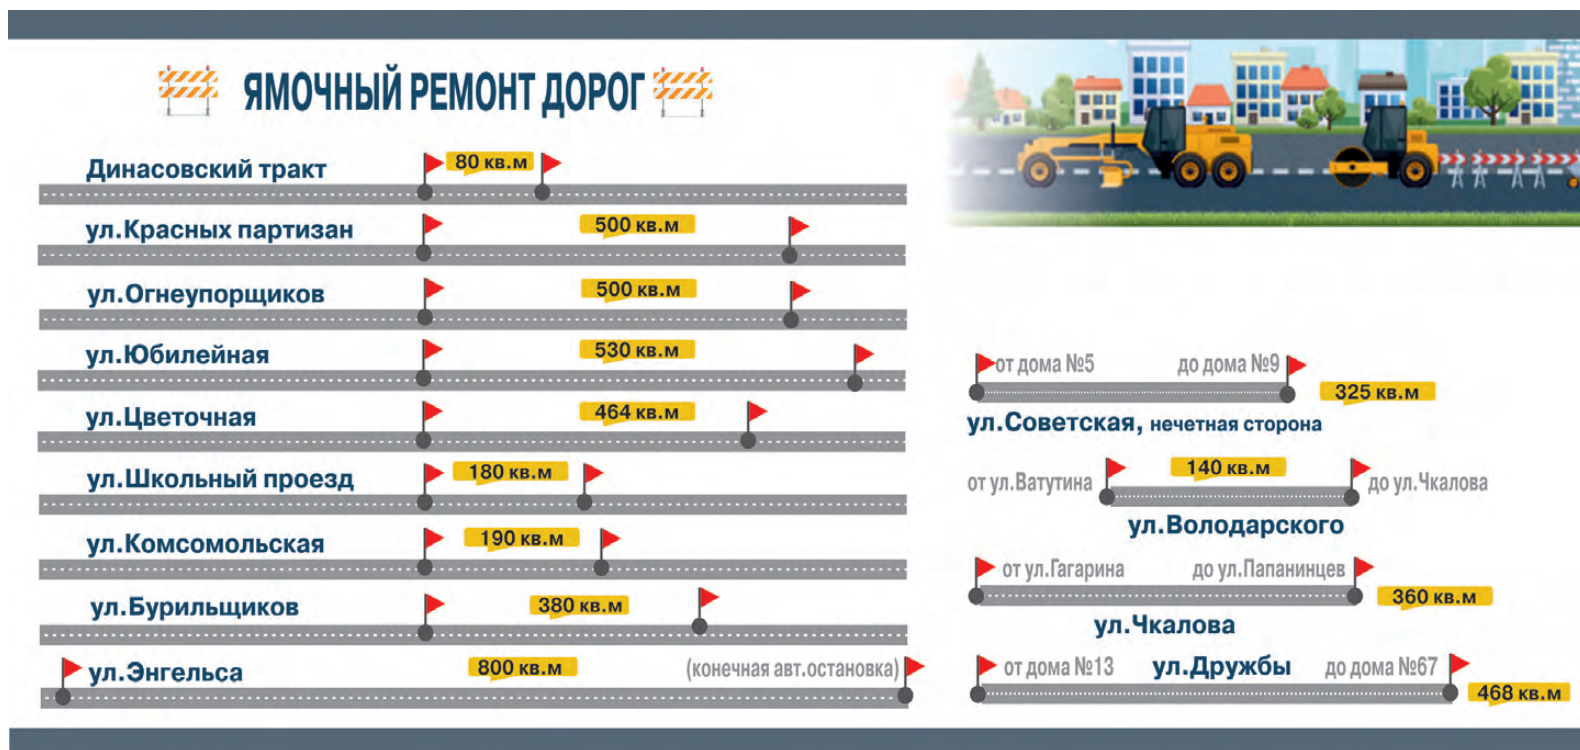 ЯМОЧНЫЙ РЕМОНТ ДОРОГ
Динасовский тракт
80 кв.м
ул.Красных партизан
500 кв.м
ул.Огнеупорщиков
500 кв.м
ул.Юбилейная
530 кв.м
ул.Цветочная
464 кв.м
ул.Школьный проезд
180 кв.м
ул.Комсомольская
190 кв.м
ул.Бурильщиков
380 кв.м
ул.Энгельса
800 кв.м
(конечная авт.остановка)
от дома №5
до дома №9
325 кв.м
ул.Советская, нечетная сторона
от ул.Ватутина
140 кв.м
до ул.Чкалова
ул.Володарского
от ул.Гагарина
до ул.Папанинцев
360 кв.м
ул.Чкалова
от дома №13
ул.Дружбы
до дома №67
468 кв.м